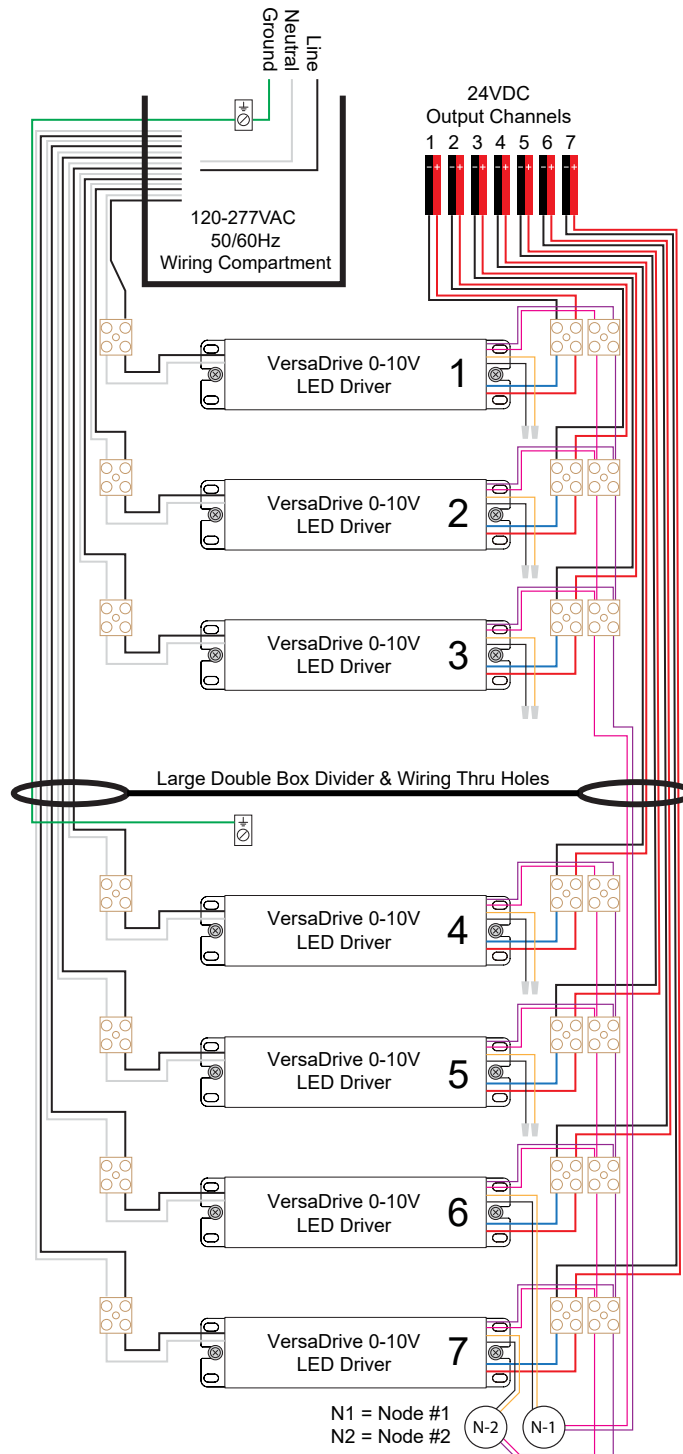 Line
Neutral
Ground
24VDC
Output Channels
1 2 3 4 5 6 7
- + - + - + - + - + - + - +
120-277VAC
50/60Hz
Wiring Compartment
VersaDrive 0-10V
LED Driver
1
VersaDrive 0-10V
LED Driver
2
VersaDrive 0-10V
LED Driver
3
Large Double Box Divider & Wiring Thru Holes
VersaDrive 0-10V
LED Driver
4
VersaDrive 0-10V
LED Driver
5
VersaDrive 0-10V
LED Driver
6
VersaDrive 0-10V
LED Driver
7
N1 = Node #1
N2 = Node #2
N-2
N-1